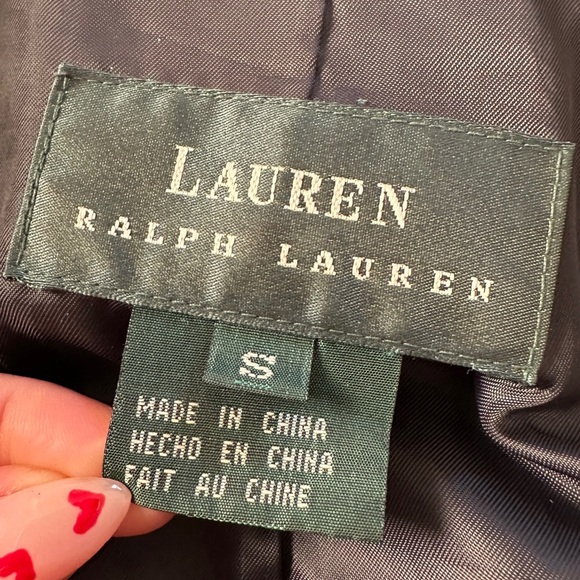 LAUREN
RALPH LAUREN
S
MADE IN CHINA
HECHO EN CHINA
FAIT AU CHINE